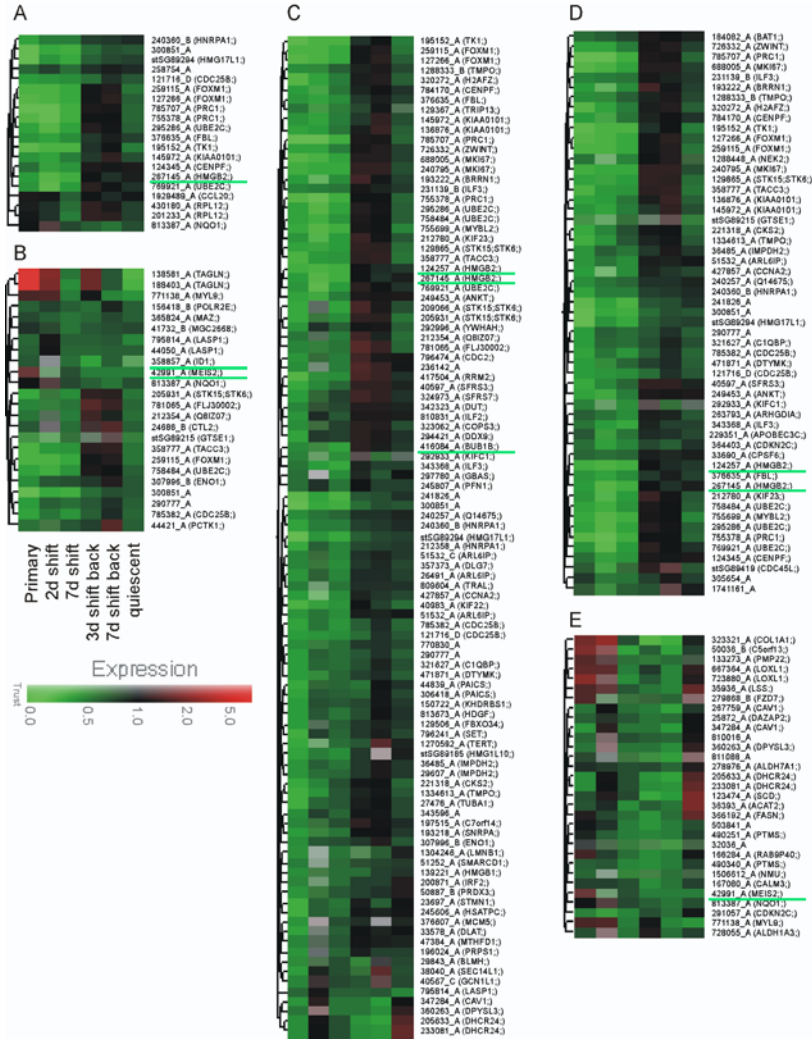 A
240360_B (HNRPA1;)
300851_A
stSG89294 (HMG17L1;)
258754_A
121716_D (CDC25B;)
259115_A (FOXM1;)
127266_A (FOXM1;)
785707_A (PRC1;)
755378_A (PRC1;)
295286_A (UBE2C;)
376635_A (FBL;)
195152_A (TK1;)
145972_A (KIAA0101;)
124345_A (CENPF;)
267145_A (HMGB2;)
769921_A (UBE2C;)
1928489_A (CCL20;)
430180_A (RPL12;)
201233_A (RPL12;)
813387_A (NQO1;)
B
138581_A (TAGLN;)
188403_A (TAGLN;)
771138_A (MYL9;)
156418_B (POLR2E;)
365824_A (MAZ;)
41732_B (MGC2668;)
795814_A (LASP1;)
44050_A (LASP1;)
358857_A (ID1;)
42991_A (MEIS2;)
813387_A (NQO1;)
205931_A (STK15;STK6;)
781065_A (FLJ30002;)
212354_A (Q8IZ07;)
24686_B (CTL2;)
stSG89215 (GTSE1;)
358777_A (TACC3;)
259115_A (FOXM1;)
758484_A (UBE2C;)
307996_B (ENO1;)
300851_A
290777_A
785382_A (CDC25B;)
44421_A (PCTK1;)
Primary
2d shift
7d shift
3d shift back
7d shift back
quiescent
Expression
Trust
0.0
0.5
1.0
2.0
5.0
C
195152_A (TK1;)
259115_A (FOXM1;)
127266_A (FOXM1;)
1288333_B (TMPO;)
320272_A (H2AFZ;)
784170_A (CENPF;)
376635_A (FBL;)
129367_A (TRIP13;)
145972_A (KIAA0101;)
136876_A (KIAA0101;)
785707_A (PRC1;)
726332_A (ZWINT;)
688005_A (MKI67;)
240795_A (MKI67;)
193222_A (BRRN1;)
231139_B (ILF3;)
755378_A (PRC1;)
295286_A (UBE2C;)
758484_A (UBE2C;)
755699_A (MYBL2;)
212780_A (KIF23;)
129865_A (STK15;STK6;)
358777_A (TACC3;)
124257_A (HMGB2;)
267145_A (HMGB2;)
769921_A (UBE2C;)
249453_A (ANKT;)
209066_A (STK15;STK6;)
205931_A (STK15;STK6;)
292996_A (YWHAH;)
212354_A (Q8IZ07;)
781065_A (FLJ30002;)
796474_A (CDC2;)
236142_A
417504_A (RRM2;)
40597_A (SFRS3;)
324973_A (SFRS7;)
342323_A (DUT;)
810831_A (ILF2;)
323062_A (COPS3;)
294421_A (DDX9;)
416084_A (BUB1B;)
292933_A (KIFC1;)
343368_A (ILF3;)
297780_A (GBAS;)
245807_A (PFN1;)
241826_A
300851_A
240257_A (Q14675;)
240360_B (HNRPA1;)
stSG89294 (HMG17L1;)
212358_A (HNRPA1;)
51532_C (ARL6IP;)
357373_A (DLG7;)
26491_A (ARL6IP;)
809604_A (TRAL;)
427857_A (CCNA2;)
40983_A (KIF22;)
51532_A (ARL6IP;)
785382_A (CDC25B;)
121716_D (CDC25B;)
770830_A
290777_A
321627_A (C1QBP;)
471871_A (DTYMK;)
44839_A (PAICS;)
306418_A (PAICS;)
150722_A (KHDRBS1;)
813673_A (HDGF;)
129506_A (FBXO34;)
796241_A (SET;)
1270592_A (TERT;)
stSG89185 (HMG1L10;)
36485_A (IMPDH2;)
29607_A (IMPDH2;)
221318_A (CKS2;)
1334613_A (TMPO;)
27476_A (TUBA1;)
343596_A
197515_A (C7orf14;)
193218_A (SNRPA;)
307996_B (ENO1;)
1304246_A (LMNB1;)
51252_A (SMARCD1;)
139221_A (HMGB1;)
200871_A (IRF2;)
50887_B (PRDX3;)
23697_A (STMN1;)
245606_A (HSATPC;)
376607_A (MCM5;)
33578_A (DLAT;)
47384_A (MTHFD1;)
196024_A (PRPS1;)
29843_A (BLMH;)
38040_A (SEC14L1;)
40567_C (GCN1L1;)
795814_A (LASP1;)
347284_A (CAV1;)
360263_A (DPYSL3;)
205633_A (DHCR24;)
233081_A (DHCR24;)
D
184082_A (BAT1;)
726332_A (ZWINT;)
785707_A (PRC1;)
688005_A (MKI67;)
231139_B (ILF3;)
193222_A (BRRN1;)
1288333_B (TMPO;)
320272_A (H2AFZ;)
784170_A (CENPF;)
195152_A (TK1;)
127266_A (FOXM1;)
259115_A (FOXM1;)
1288448_A (NEK2;)
240795_A (MKI67;)
129865_A (STK15;STK6;)
358777_A (TACC3;)
136876_A (KIAA0101;)
145972_A (KIAA0101;)
stSG89215 (GTSE1;)
221318_A (CKS2;)
1334613_A (TMPO;)
36485_A (IMPDH2;)
51532_A (ARL6IP;)
427857_A (CCNA2;)
240257_A (Q14675;)
240360_B (HNRPA1;)
241826_A
300851_A
stSG89294 (HMG17L1;)
290777_A
321627_A (C1QBP;)
785382_A (CDC25B;)
471871_A (DTYMK;)
121716_D (CDC25B;)
40597_A (SFRS3;)
249453_A (ANKT;)
292933_A (KIFC1;)
263793_A (ARHGDIA;)
343368_A (ILF3;)
229351_A (APOBEC3C;)
364403_A (CDKN2C;)
33690_A (CPSF6;)
124257_A (HMGB2;)
376635_A (FBL;)
267145_A (HMGB2;)
212780_A (KIF23;)
758484_A (UBE2C;)
755699_A (MYBL2;)
295286_A (UBE2C;)
755378_A (PRC1;)
769921_A (UBE2C;)
124345_A (CENPF;)
stSG89419 (CDC45L;)
305654_A
1741161_A
E
323321_A (COL1A1;)
50036_B (C5orf13;)
133273_A (PMP22;)
667364_A (LOXL1;)
723880_A (LOXL1;)
35936_A (LSS;)
279868_B (FZD7;)
267759_A (CAV1;)
25872_A (DAZAP2;)
347284_A (CAV1;)
810016_A
360263_A (DPYSL3;)
811088_A
278976_A (ALDH7A1;)
205633_A (DHCR24;)
233081_A (DHCR24;)
123474_A (SCD;)
36393_A (ACAT2;)
366192_A (FASN;)
503841_A
490251_A (PTMS;)
32036_A
166284_A (RAB9P40;)
490340_A (PTMS;)
1506612_A (NMU;)
167080_A (CALM3;)
42991_A (MEIS2;)
813387_A (NQO1;)
291057_A (CDKN2C;)
771138_A (MYL9;)
728055_A (ALDH1A3;)